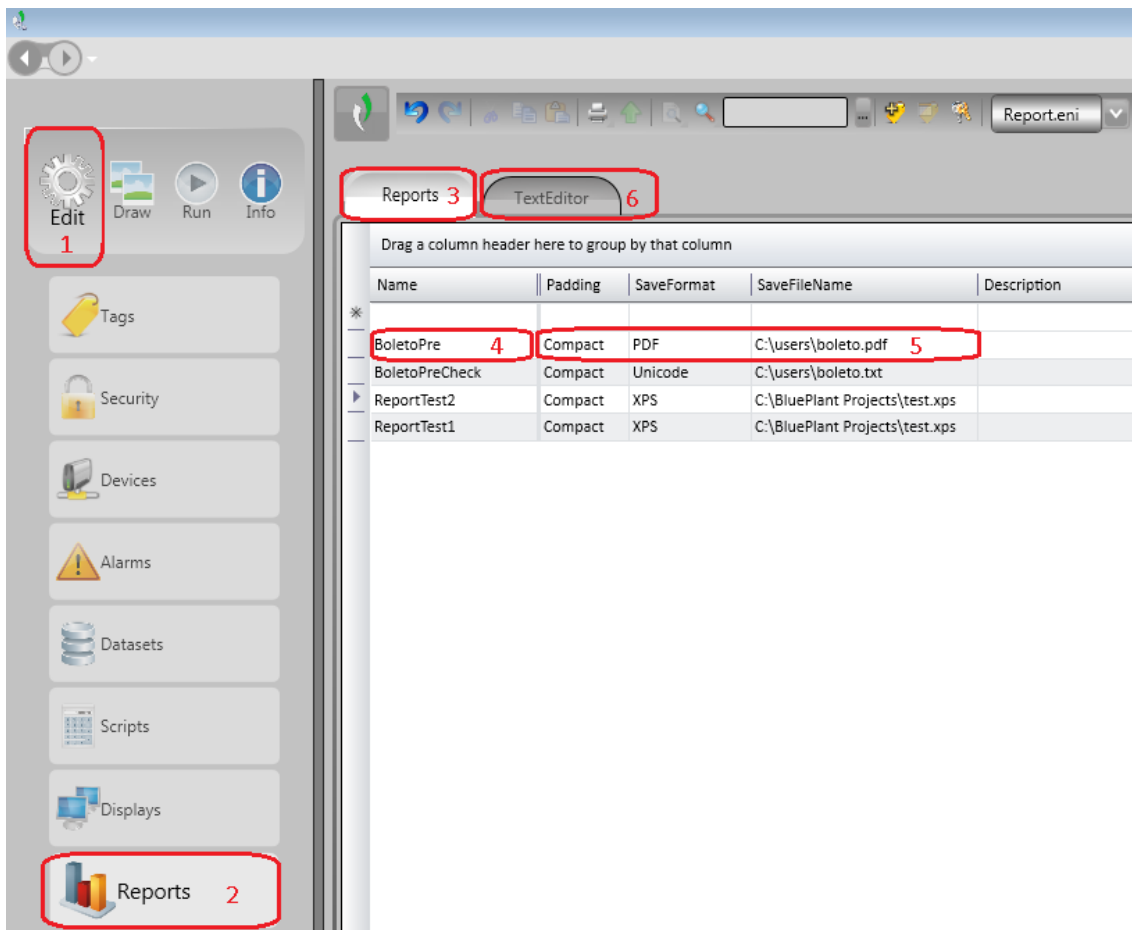 Report.eni
Edit Draw Run Info
1
Reports 3 TextEditor 6
Drag a column header here to group by that column
Name Padding SaveFormat SaveFileName Description
BoletoPre 4 Compact PDF C:\users\boleto.pdf 5
BoletoPreCheck Compact Unicode C:\users\boleto.txt
ReportTest2 Compact XPS C:\BluePlant Projects\test.xps
ReportTest1 Compact XPS C:\BluePlant Projects\test.xps
Tags
Security
Devices
Alarms
Datasets
Scripts
Displays
Reports 2